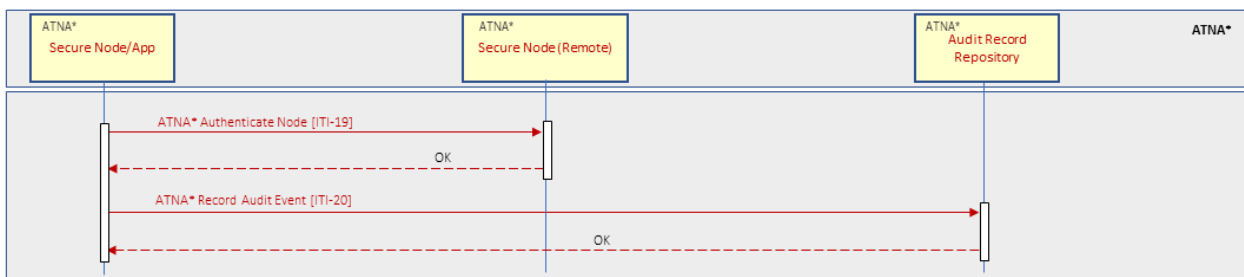 ATNA*
Secure Node/App
ATNA*
Secure Node (Remote)
ATNA*
Audit Record
Repository
ATNA*
ATNA* Authenticate Node [ITI-19]
OK
ATNA* Record Audit Event [ITI-20]
OK